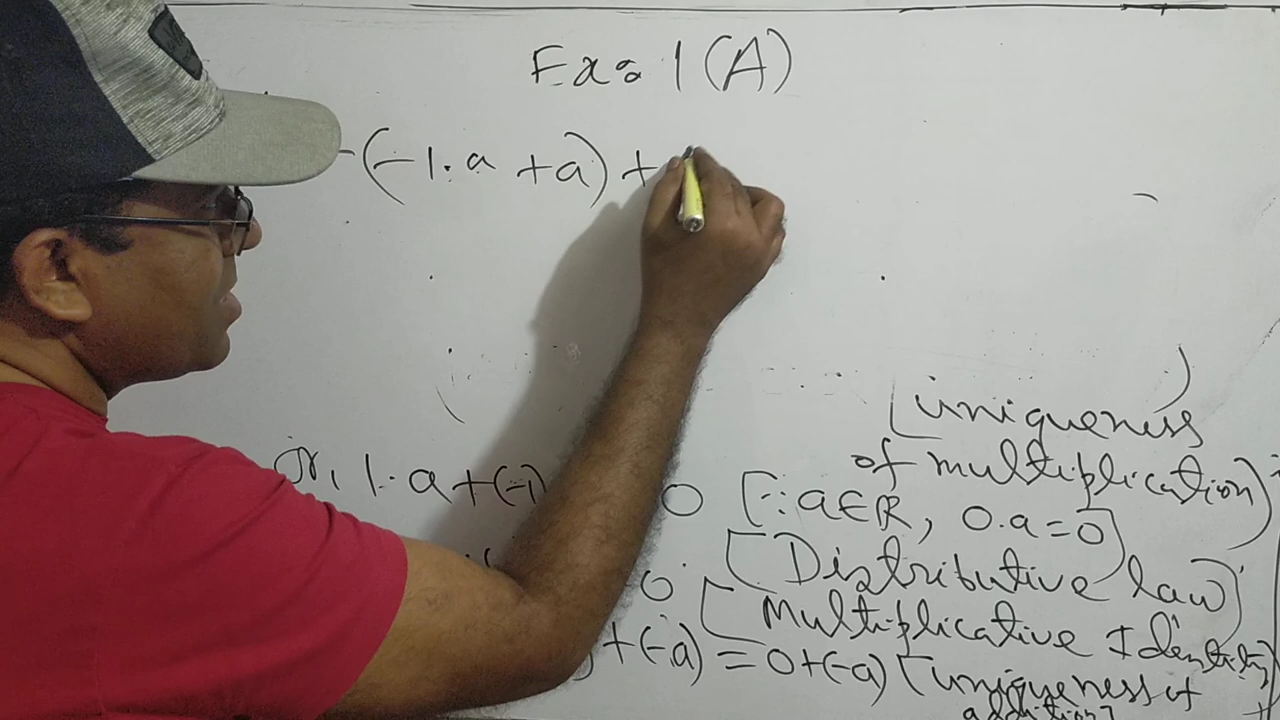 Ex: 1(A)
(-1.a + a) +
[uniqueness
of multiplication]
or, 1.a + (-1) 0 [∵ a∈R, 0.a = 0]
0 [Distributive law]
[Multiplicative Identity]
+(-a) = 0+(-a) [uniqueness of
addition]